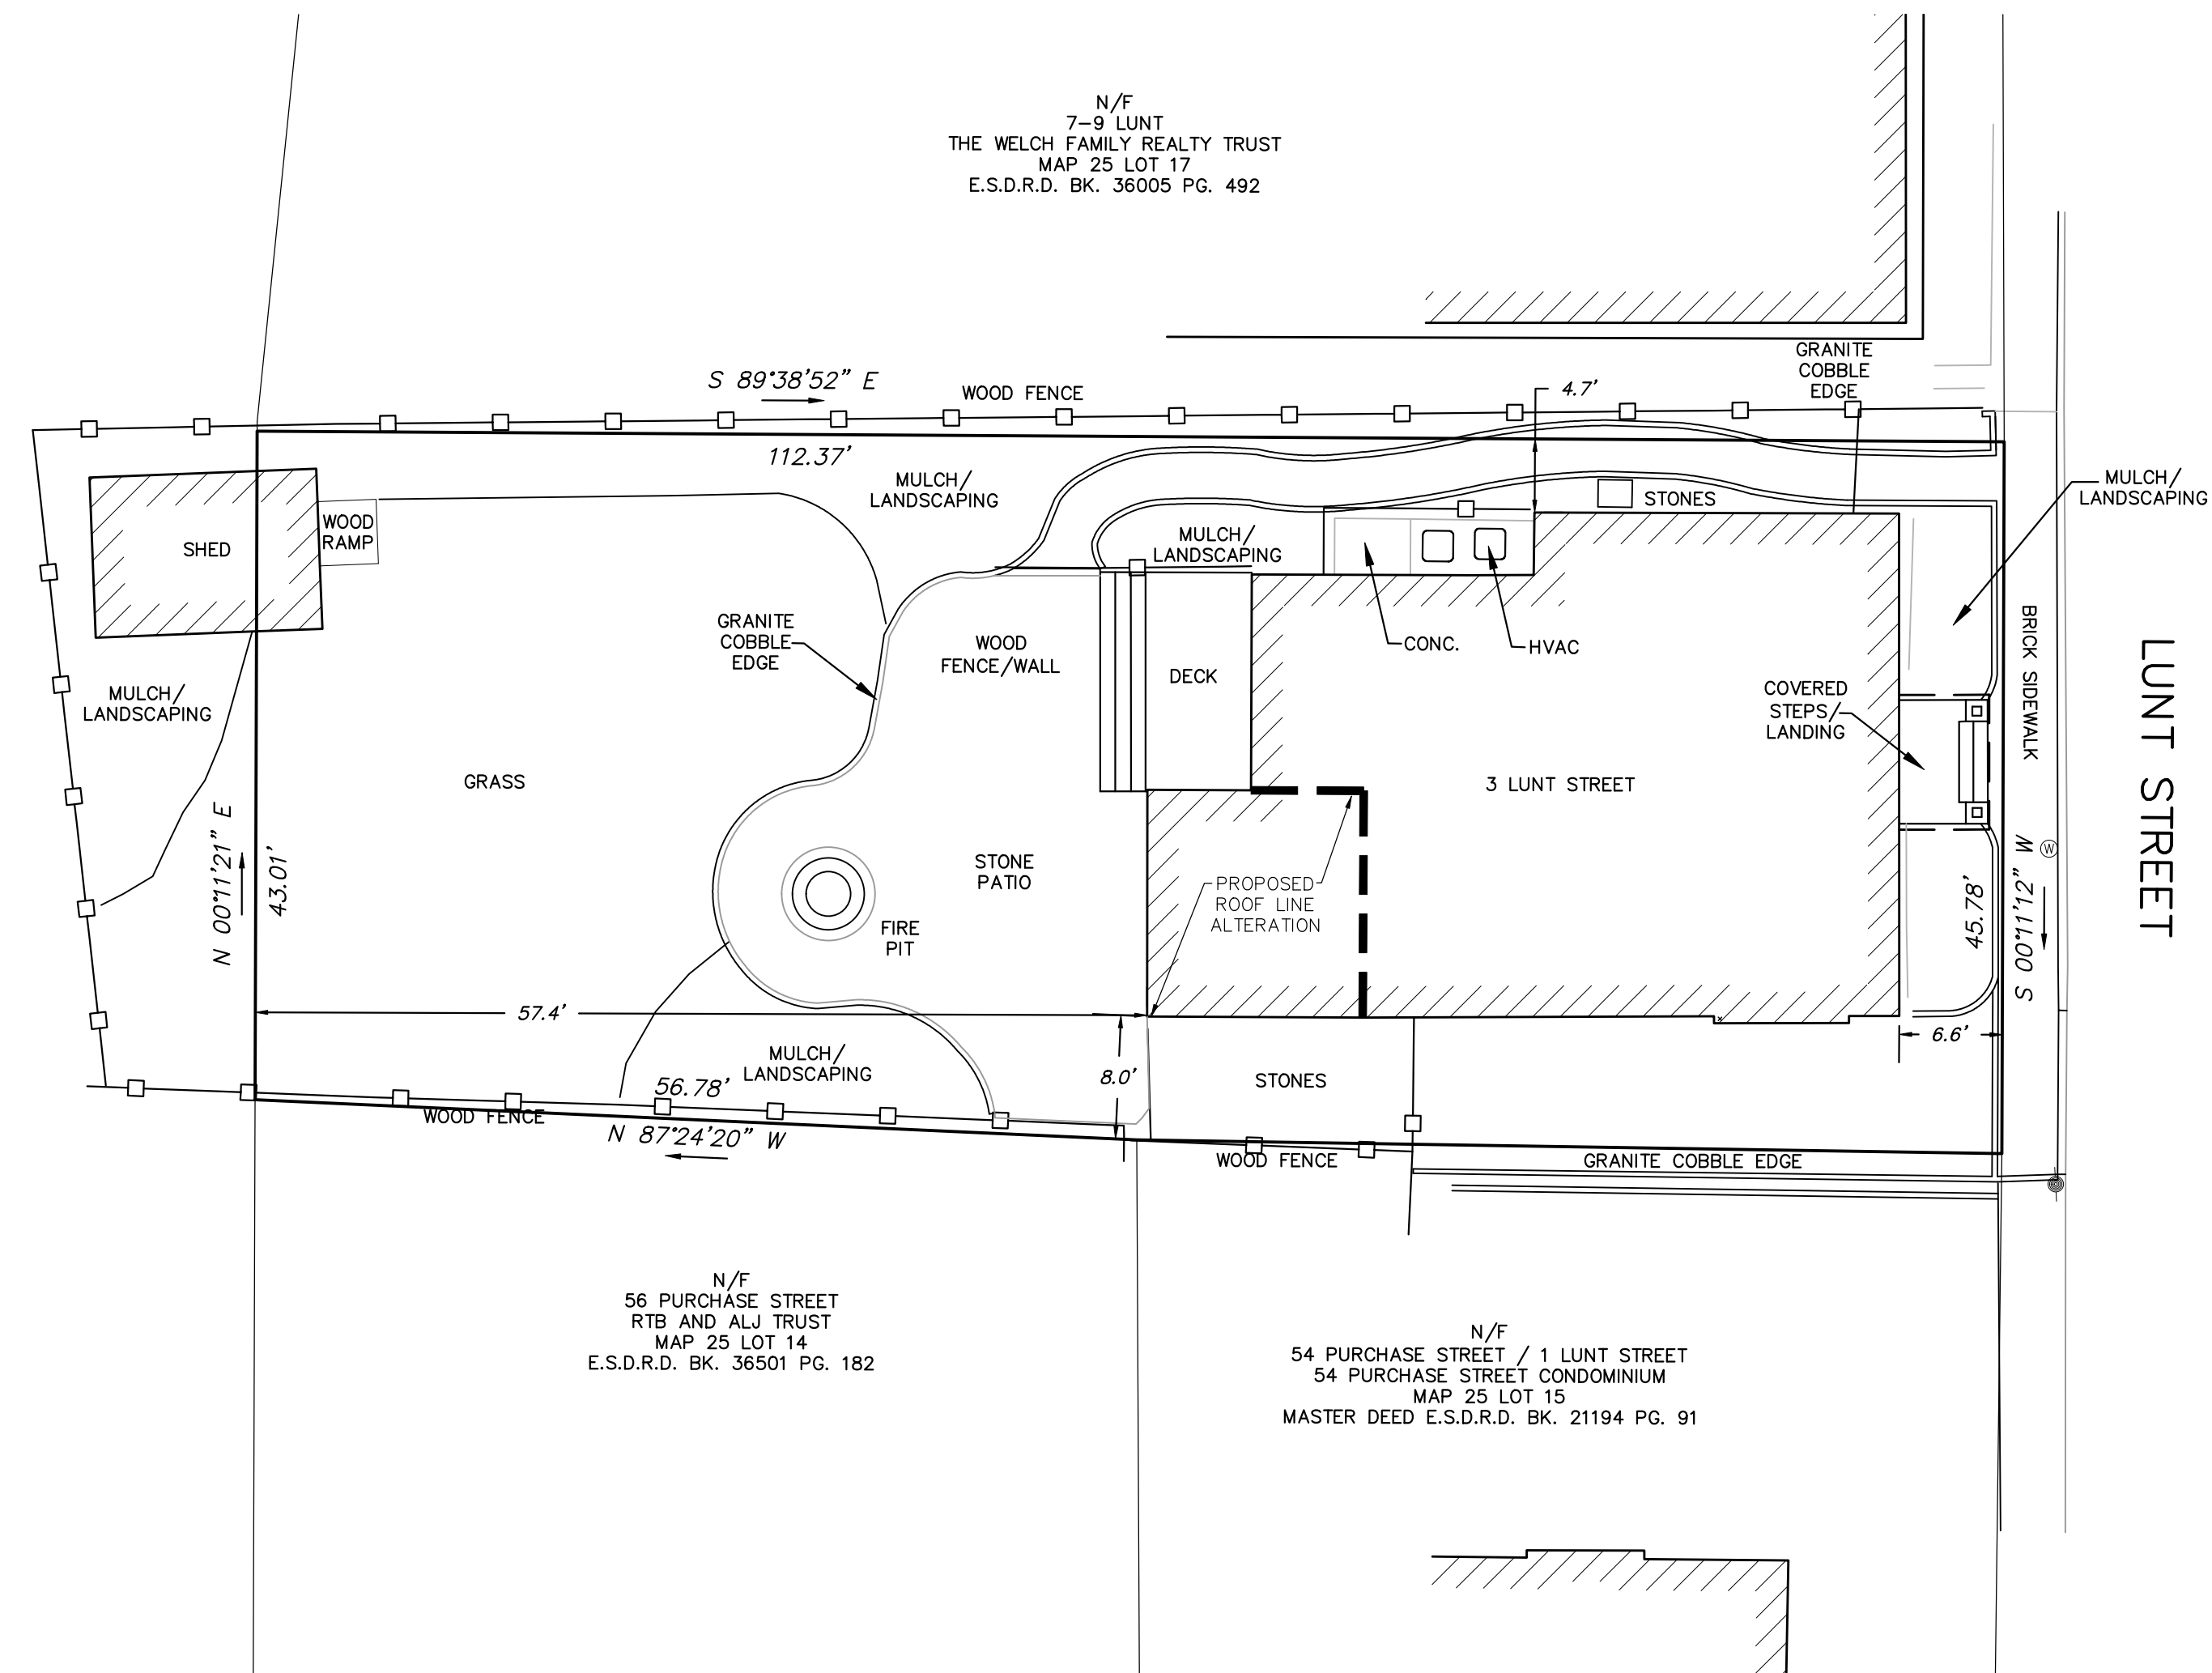 N/F
7-9 LUNT
THE WELCH FAMILY REALTY TRUST
MAP 25 LOT 17
E.S.D.R.D. BK. 36005 PG. 492
GRANITE
COBBLE
EDGE
S 89°38'52" E
WOOD FENCE
4.7'
112.37'
MULCH/
LANDSCAPING
MULCH/
LANDSCAPING
STONES
WOOD
RAMP
SHED
MULCH/
LANDSCAPING
GRANITE
COBBLE
EDGE
WOOD
FENCE/WALL
DECK
CONC.
HVAC
BRICK SIDEWALK
LUNT STREET
COVERED
STEPS/
LANDING
MULCH/
LANDSCAPING
GRASS
3 LUNT STREET
N 00°11'21" E
43.01'
STONE
PATIO
FIRE
PIT
PROPOSED
ROOF LINE
ALTERATION
45.78'
S 00°11'12" W
W
57.4'
6.6'
MULCH/
LANDSCAPING
8.0'
STONES
56.78'
WOOD FENCE
N 87°24'20" W
WOOD FENCE
GRANITE COBBLE EDGE
N/F
56 PURCHASE STREET
RTB AND ALJ TRUST
MAP 25 LOT 14
E.S.D.R.D. BK. 36501 PG. 182
N/F
54 PURCHASE STREET / 1 LUNT STREET
54 PURCHASE STREET CONDOMINIUM
MAP 25 LOT 15
MASTER DEED E.S.D.R.D. BK. 21194 PG. 91